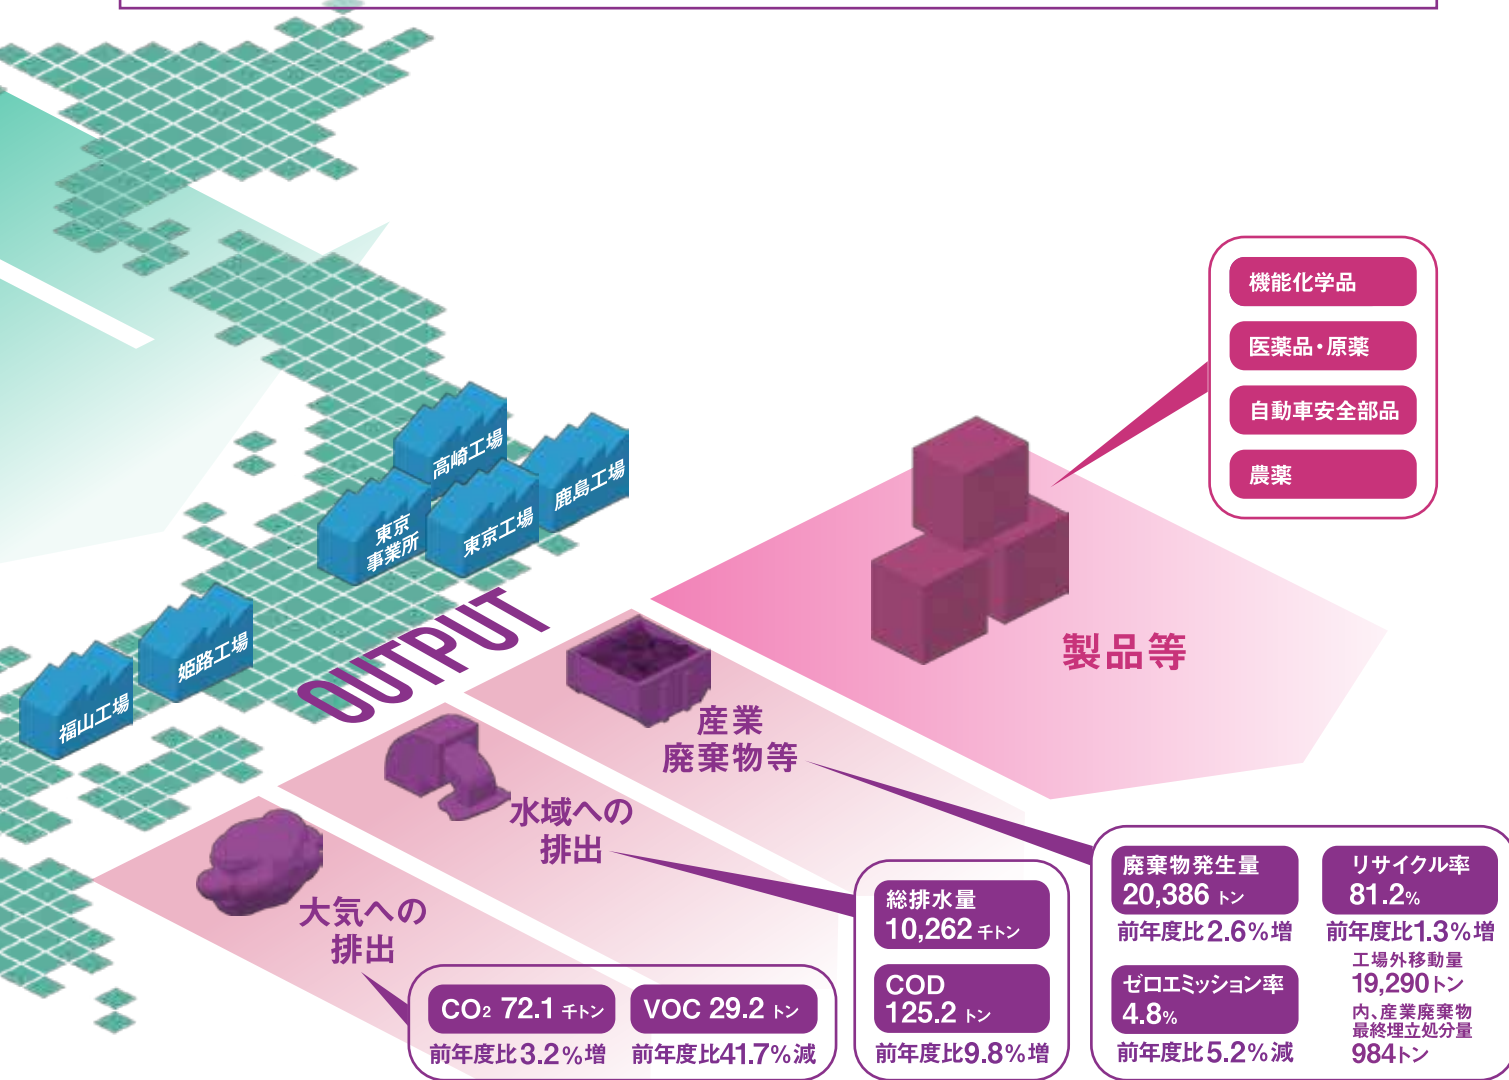 機能化学品
医薬品・原薬
自動車安全部品
農薬
高崎工場
鹿島工場
東京
事業所
東京工場
姫路工場
福山工場
OUTPUT
製品等
産業
廃棄物等
水域への
排出
大気への
排出
廃棄物発生量
20,386 トン
前年度比2.6%増
リサイクル率
81.2%
前年度比1.3%増
工場外移動量
19,290トン
内、産業廃棄物
最終埋立処分量
984トン
ゼロエミッション率
4.8%
前年度比5.2%減
総排水量
10,262 千トン
COD
125.2 トン
前年度比9.8%増
CO₂ 72.1 千トン
前年度比3.2%増
VOC 29.2 トン
前年度比41.7%減